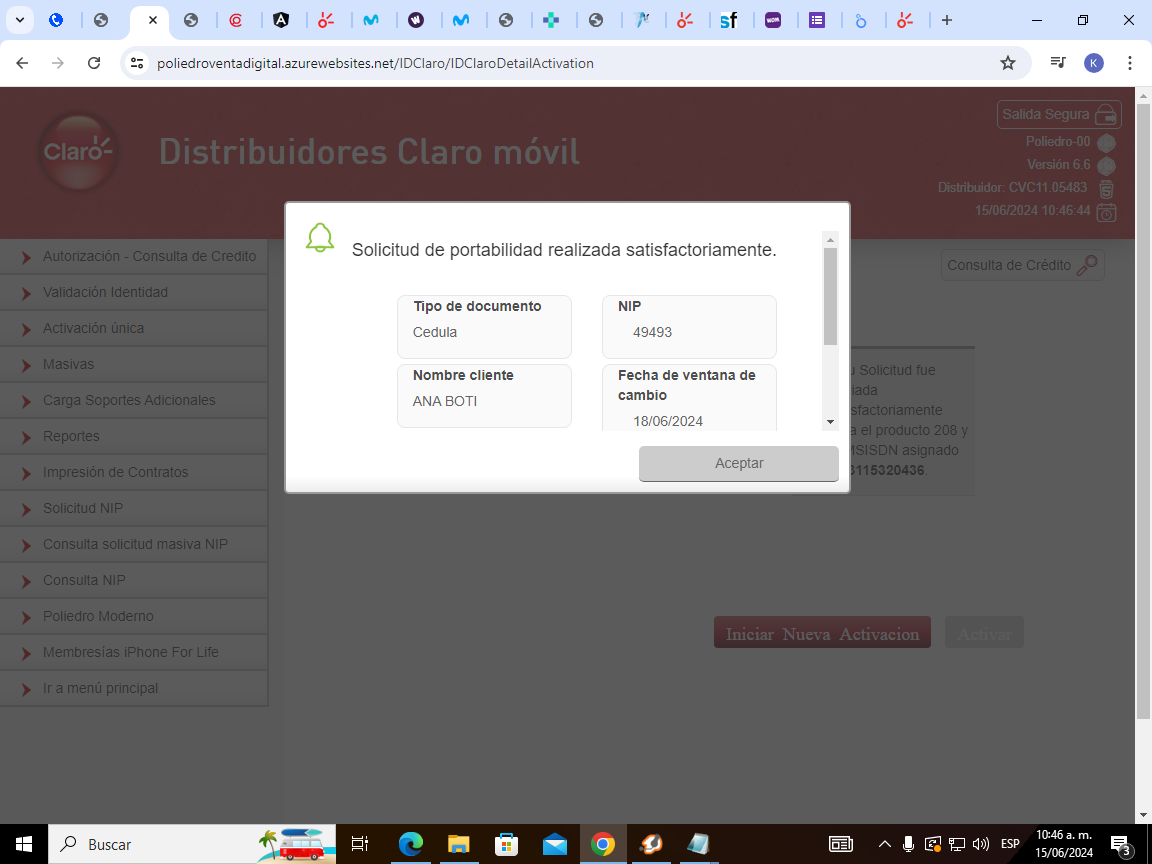 poliedroventadigital.azurewebsites.net/IDClaro/IDClaroDetailActivation
K
Claro
Distribuidores Claro móvil
Salida Segura
Poliedro-00
Versión 6.6
Distribuidor: CVC11.05483
15/06/2024 10:46:44
Autorización - Consulta de Credito
Validación Identidad
Activación única
Masivas
Carga Soportes Adicionales
Reportes
Impresión de Contratos
Solicitud NIP
Consulta solicitud masiva NIP
Consulta NIP
Poliedro Moderno
Membresías iPhone For Life
Ir a menú principal
Consulta de Crédito
Solicitud de portabilidad realizada satisfactoriamente.
Tipo de documento
Cedula
NIP
49493
Nombre cliente
ANA BOTI
Fecha de ventana de
cambio
18/06/2024
Aceptar
Solicitud fue
el producto 208 y
asignado
3115320436.
Iniciar Nueva Activacion
Activar
Buscar
ESP
10:46 a. m.
15/06/2024
3